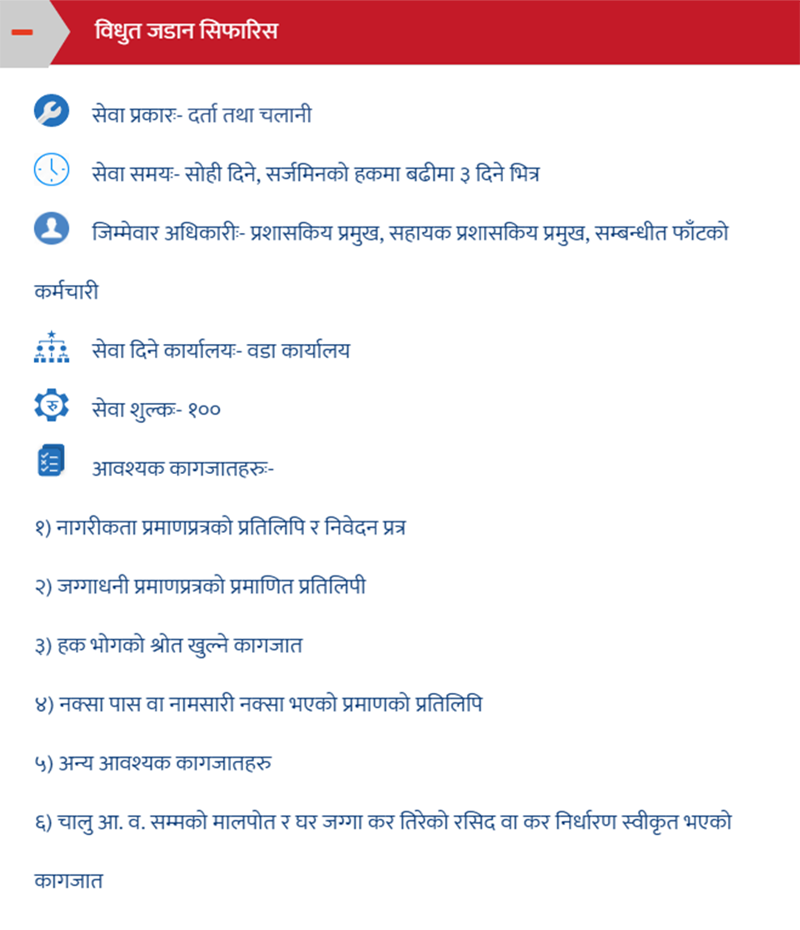 विधुत जडान सिफारिस
सेवा प्रकारः- दर्ता तथा चलानी
सेवा समयः- सोही दिने, सर्जमिनको हकमा बढीमा ३ दिने भित्र
जिम्मेवार अधिकारीः- प्रशासकिय प्रमुख, सहायक प्रशासकिय प्रमुख, सम्बन्धीत फाँटको
कर्मचारी
सेवा दिने कार्यालयः- वडा कार्यालय
रु
सेवा शुल्कः- १००
आवश्यक कागजातहरुः-
१) नागरीकता प्रमाणप्रत्रको प्रतिलिपि र निवेदन प्रत्र
२) जग्गाधनी प्रमाणप्रत्रको प्रमाणित प्रतिलिपी
३) हक भोगको श्रोत खुल्ने कागजात
४) नक्सा पास वा नामसारी नक्सा भएको प्रमाणको प्रतिलिपि
५) अन्य आवश्यक कागजातहरु
६) चालु आ. व. सम्मको मालपोत र घर जग्गा कर तिरेको रसिद वा कर निर्धारण स्वीकृत भएको
कागजात